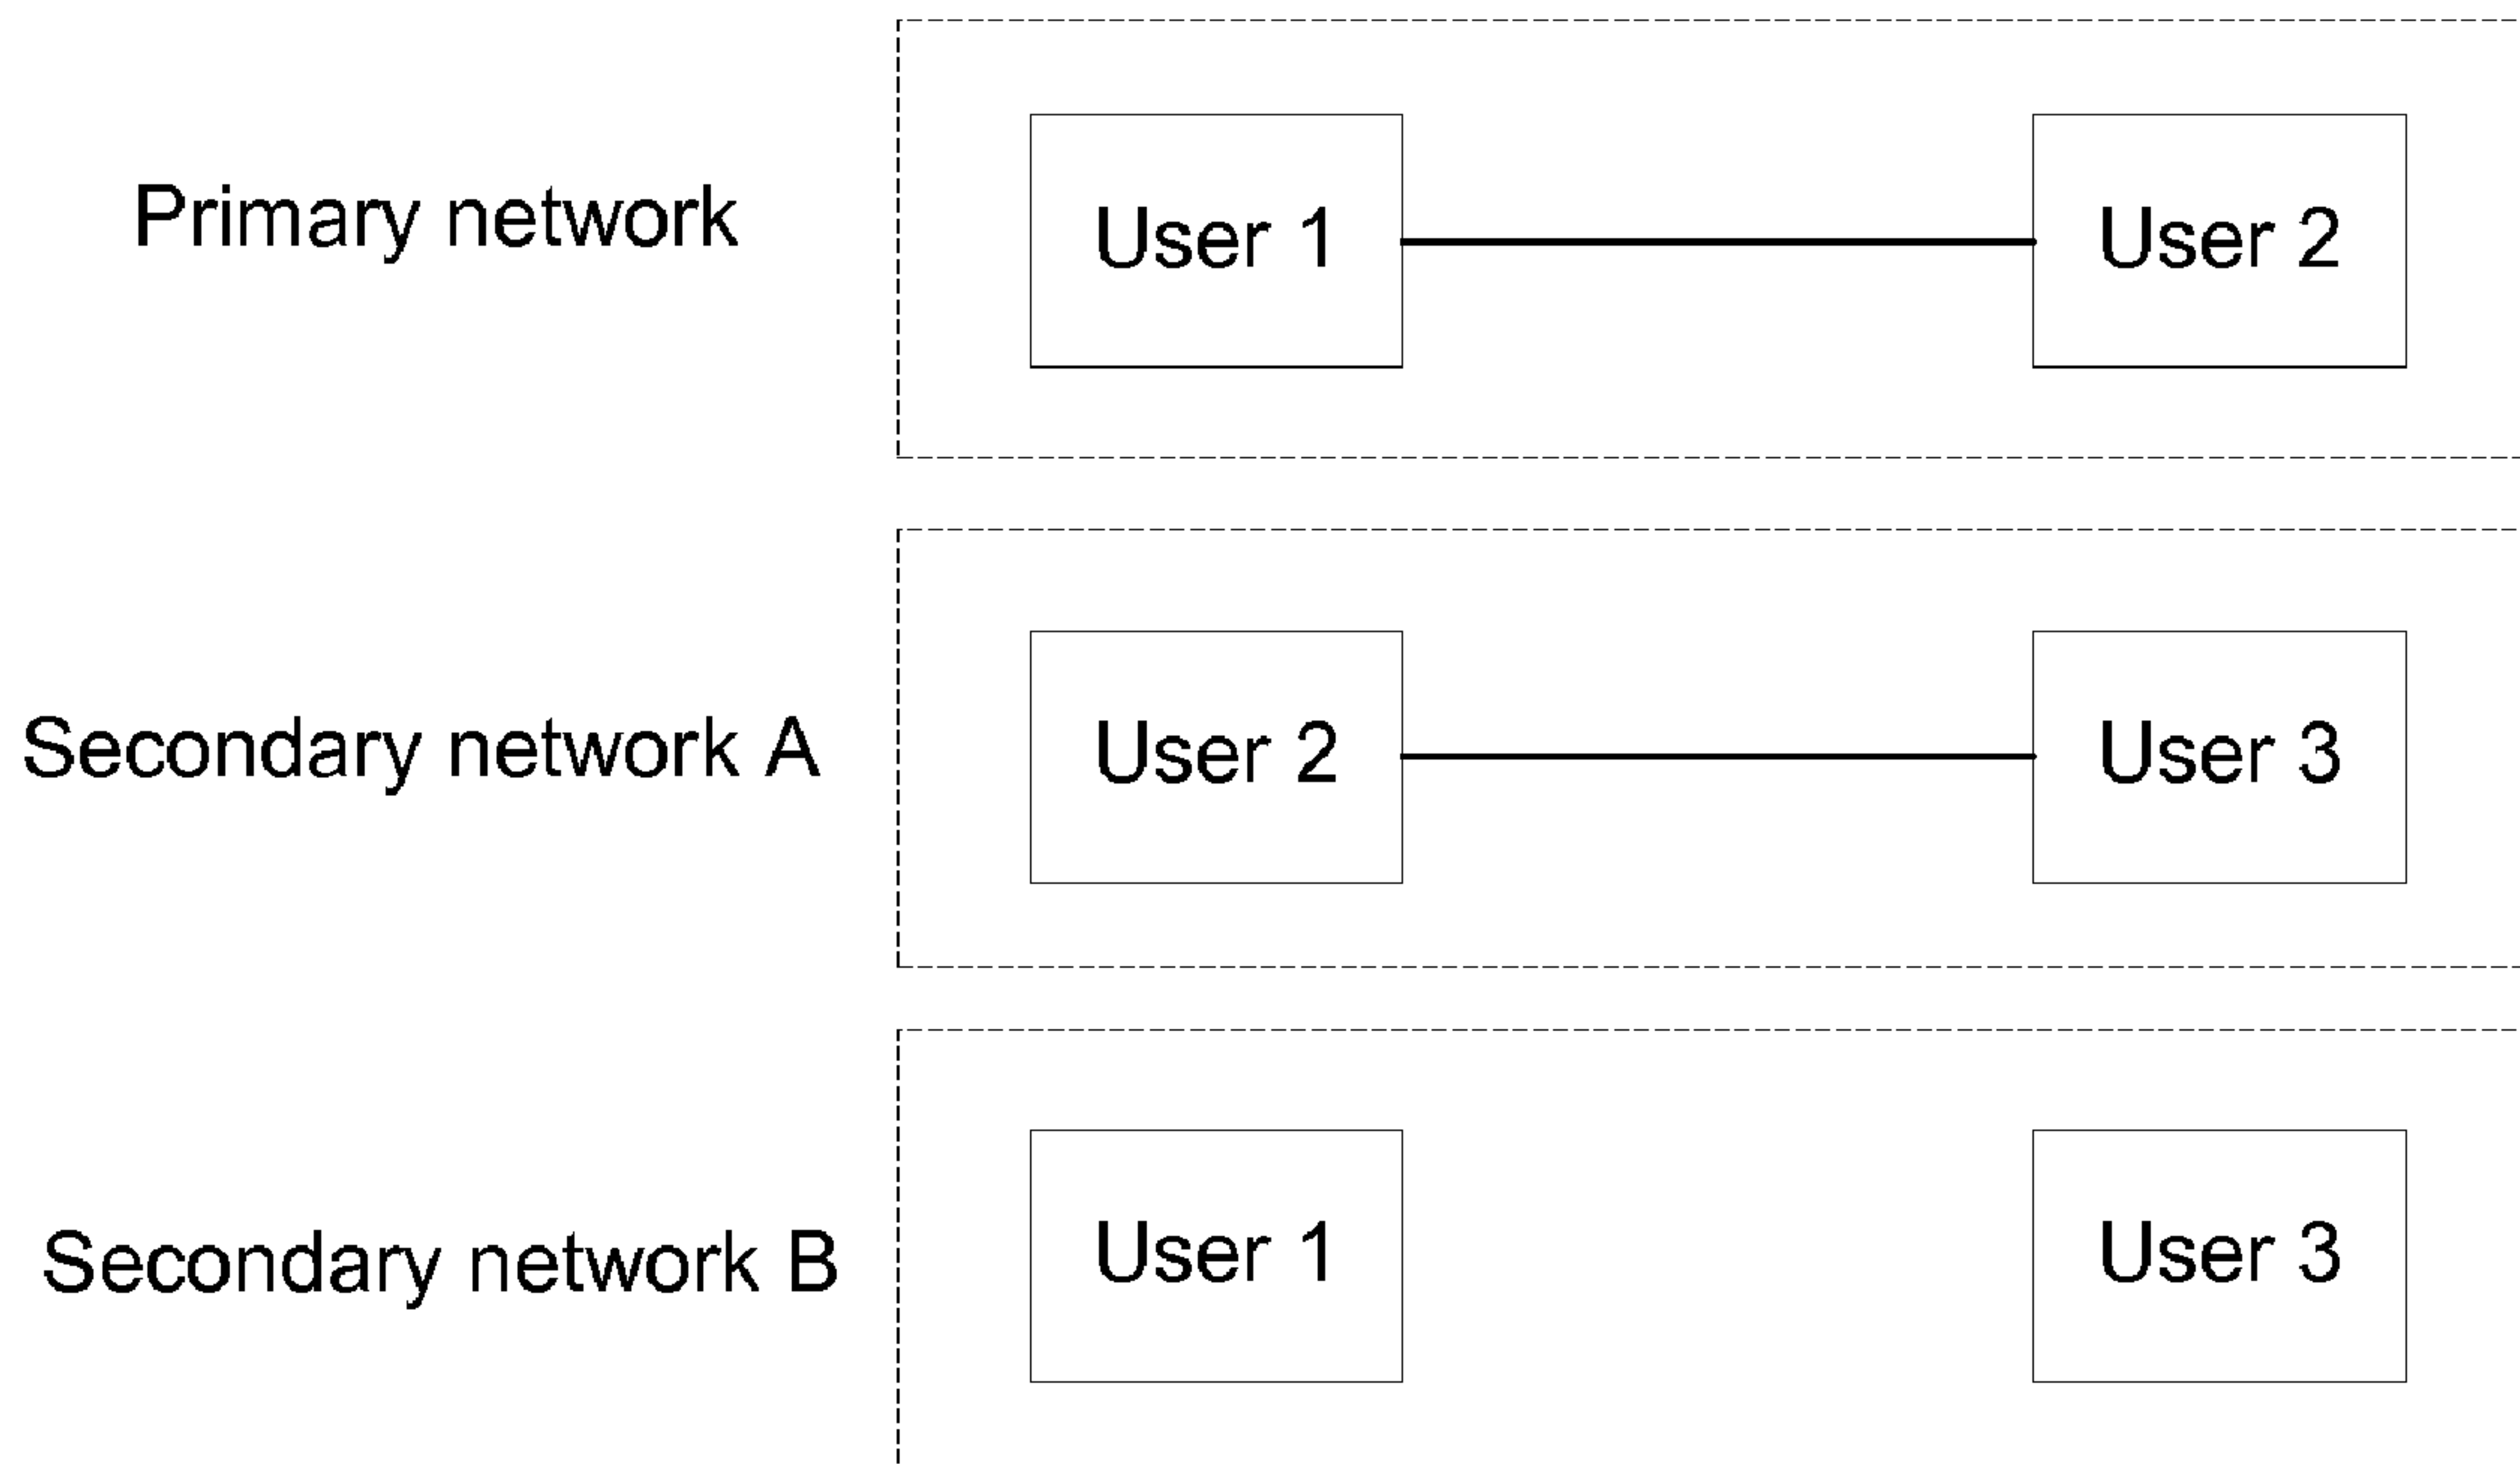 Primary network
User 1
User 2
Secondary network A
User 2
User 3
Secondary network B
User 1
User 3